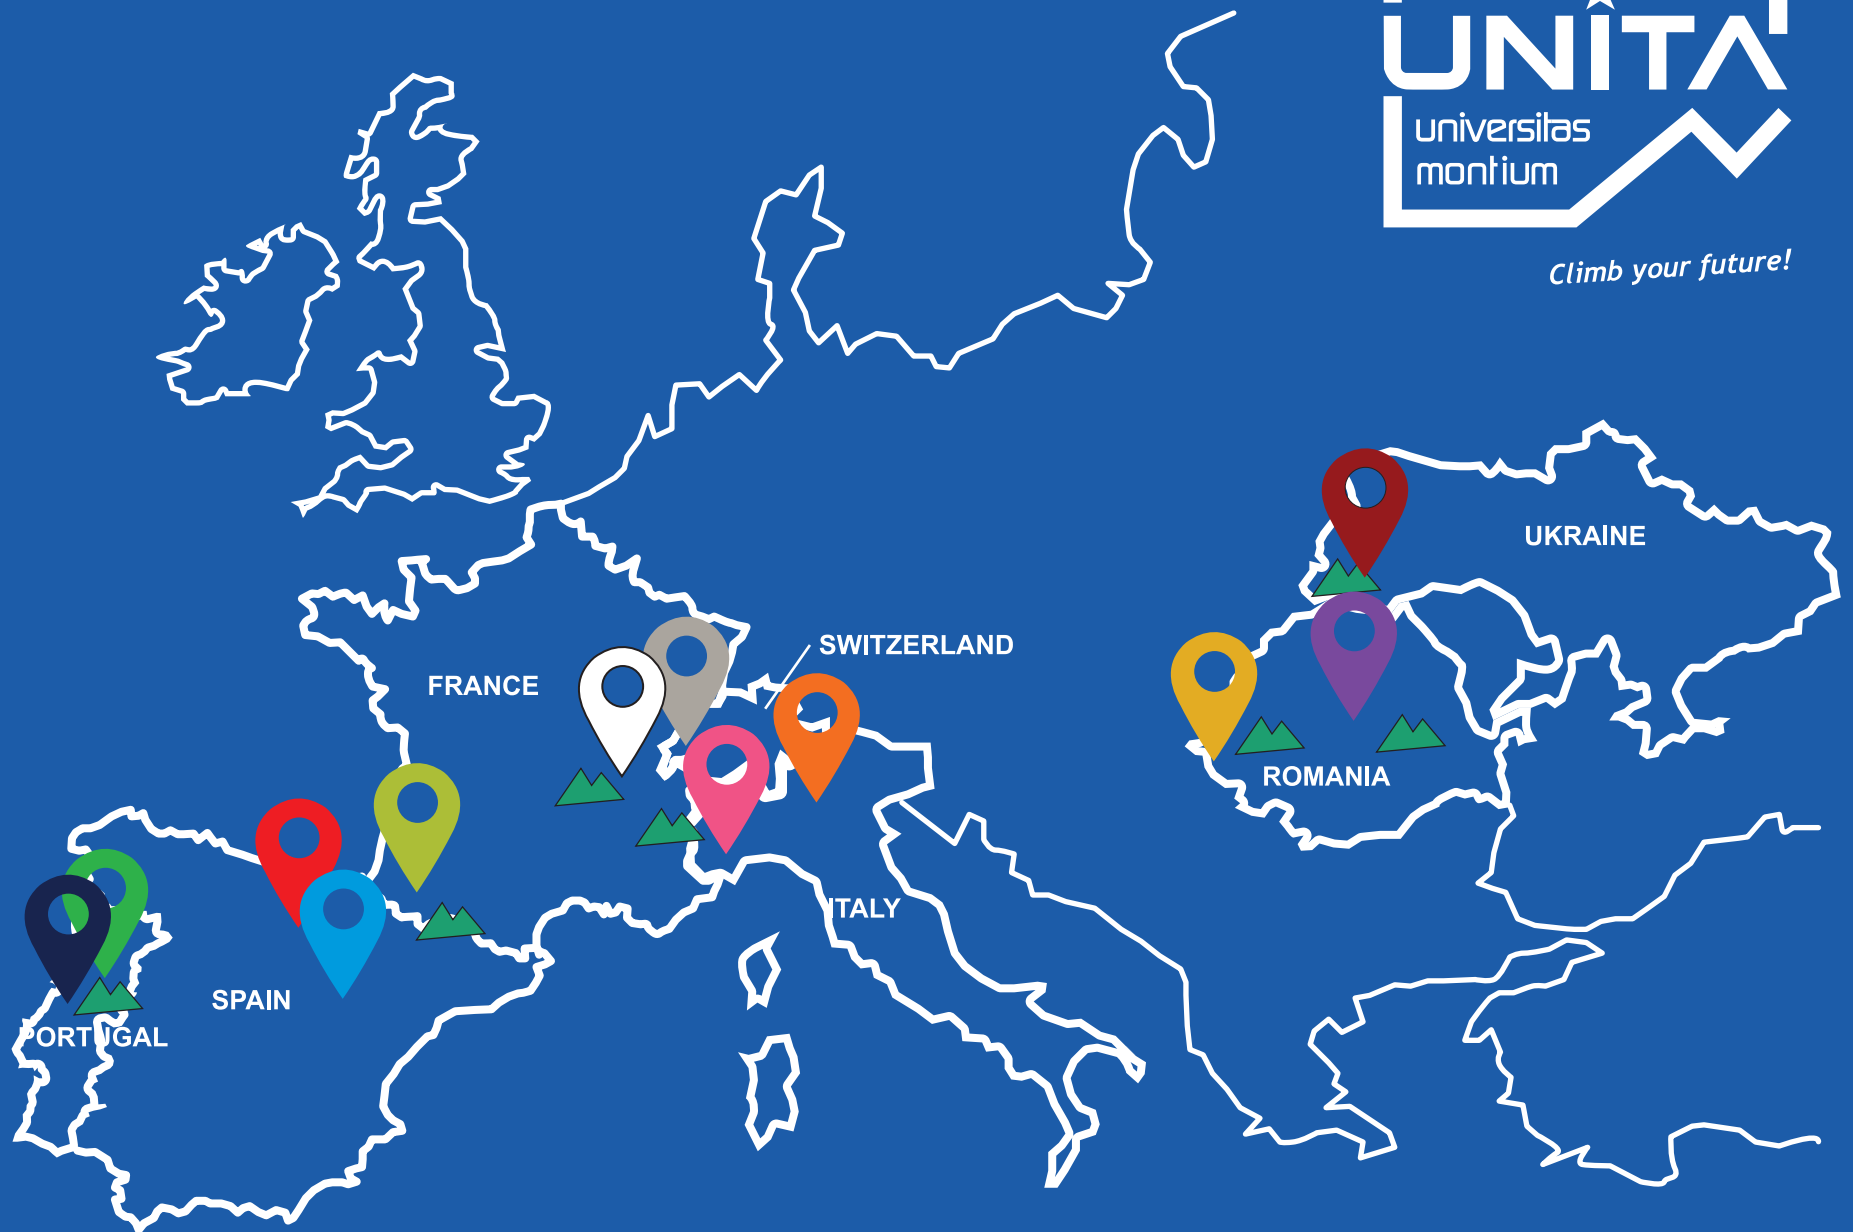 UNITA
universitas
montium
Climb your future!
UKRAINE
SWITZERLAND
FRANCE
ROMANIA
ITALY
SPAIN
PORTUGAL